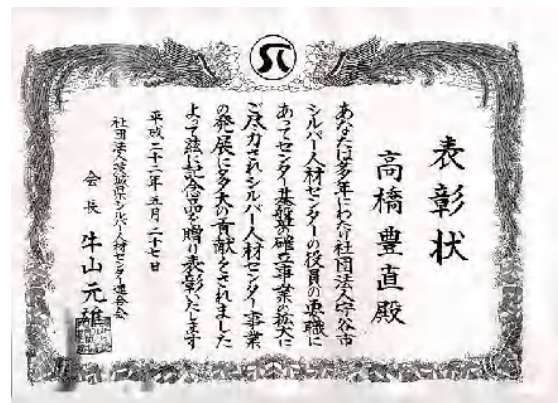 表彰状
高橋豊直殿
あなたは多年にわたり社団法人守谷市
シルバー人材センターの役員の要職に
あってセンター基盤の確立事業の拡大に
ご尽力されシルバー人材センター事業
の発展に多大の貢献をされました
よって茲に記念品を贈り表彰いたします
平成二十二年五月二十七日
社団法人茨城県シルバー人材センター連合会
会長 牛山元雄